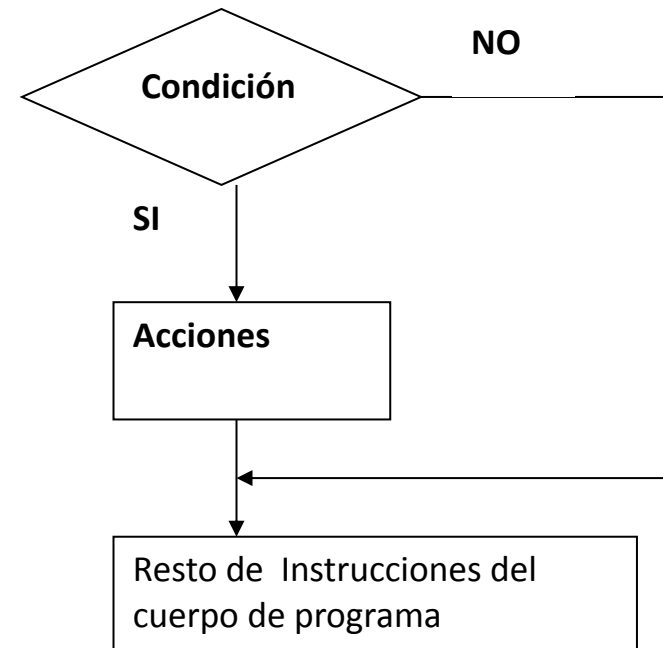 NO
Condición
SI
Acciones
Resto de  Instrucciones del
cuerpo de programa